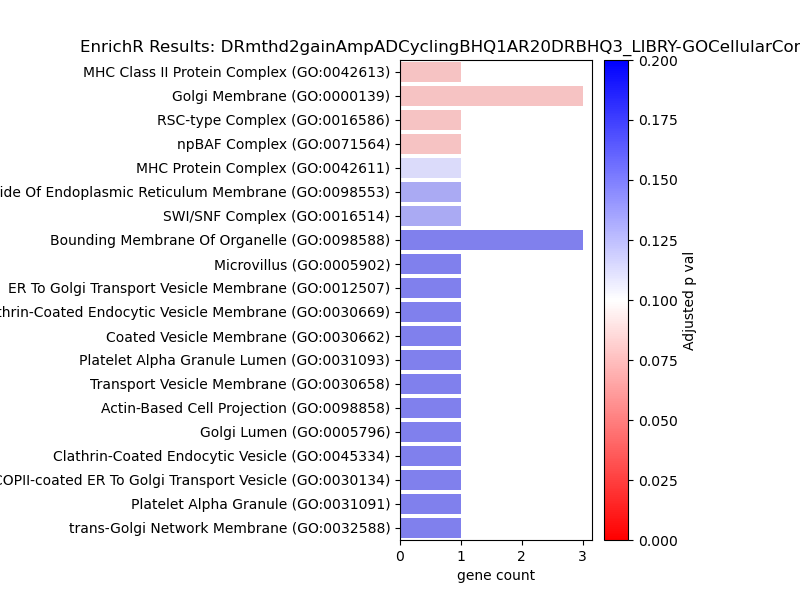 EnrichR Results: DRmthd2gainAmpADCyclingBHQ1AR20DRBHQ3_LIBRY-GOCellularCor
MHC Class II Protein Complex (GO:0042613)
Golgi Membrane (GO:0000139)
RSC-type Complex (GO:0016586)
npBAF Complex (GO:0071564)
MHC Protein Complex (GO:0042611)
ide Of Endoplasmic Reticulum Membrane (GO:0098553)
SWI/SNF Complex (GO:0016514)
Bounding Membrane Of Organelle (GO:0098588)
Microvillus (GO:0005902)
ER To Golgi Transport Vesicle Membrane (GO:0012507)
thrin-Coated Endocytic Vesicle Membrane (GO:0030669)
Coated Vesicle Membrane (GO:0030662)
Platelet Alpha Granule Lumen (GO:0031093)
Transport Vesicle Membrane (GO:0030658)
Actin-Based Cell Projection (GO:0098858)
Golgi Lumen (GO:0005796)
Clathrin-Coated Endocytic Vesicle (GO:0045334)
COPII-coated ER To Golgi Transport Vesicle (GO:0030134)
Platelet Alpha Granule (GO:0031091)
trans-Golgi Network Membrane (GO:0032588)
0 1 2 3
gene count
0.200
0.175
0.150
0.125
0.100
0.075
0.050
0.025
0.000
Adjusted p val